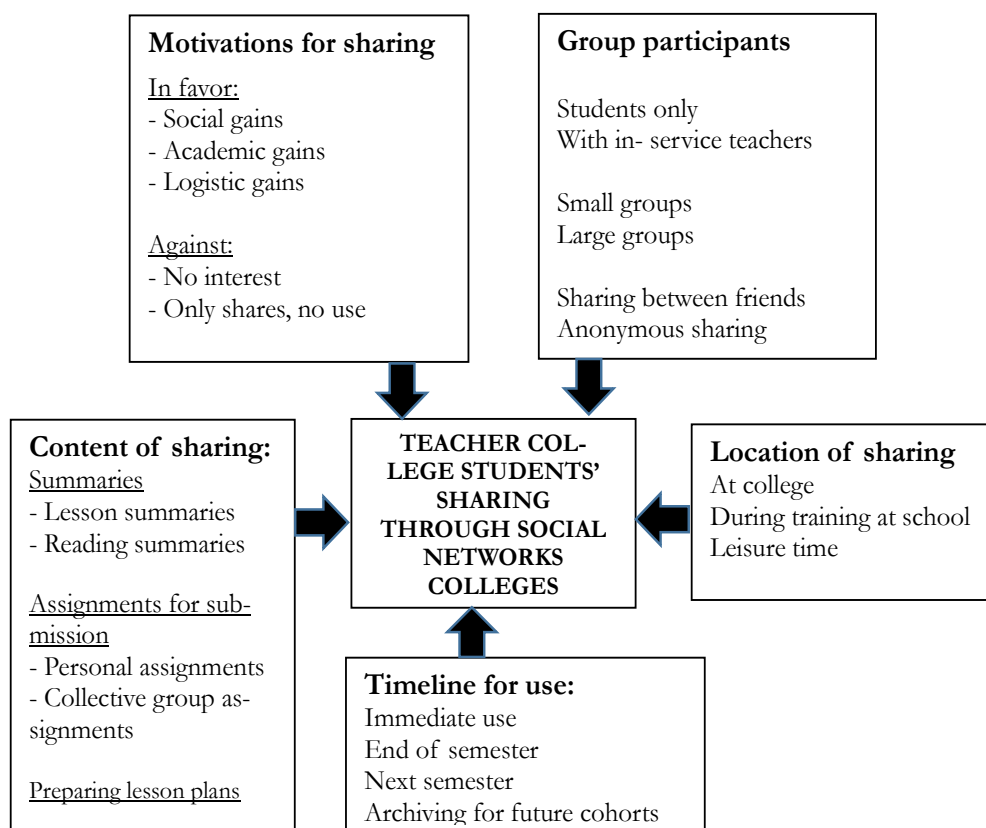 Motivations for sharing
In favor:
- Social gains
- Academic gains
- Logistic gains
Against:
- No interest
- Only shares, no use
Group participants
Students only
With in- service teachers
Small groups
Large groups
Sharing between friends
Anonymous sharing
Content of sharing:
Summaries
- Lesson summaries
- Reading summaries
Assignments for sub-
mission
- Personal assignments
- Collective group as-
signments
Preparing lesson plans
TEACHER COL-
LEGE STUDENTS’
SHARING
THROUGH SOCIAL
NETWORKS
COLLEGES
Location of sharing
At college
During training at school
Leisure time
Timeline for use:
Immediate use
End of semester
Next semester
Archiving for future cohorts